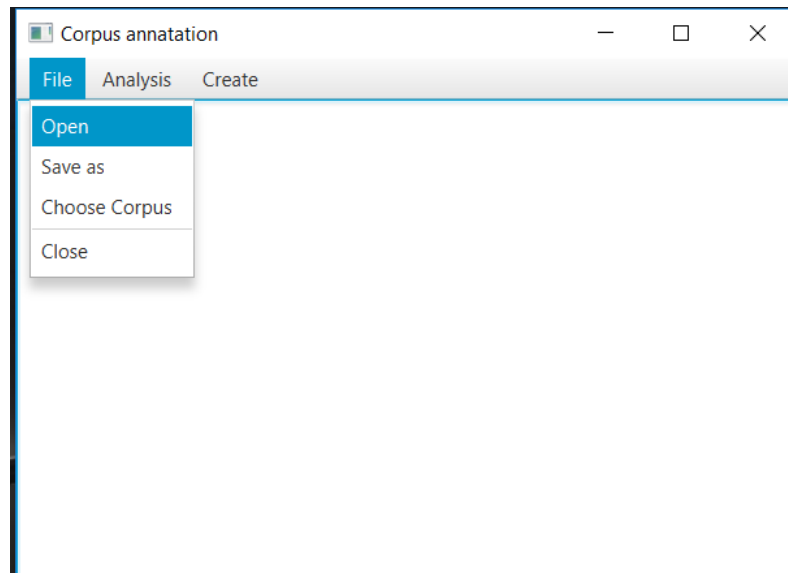 Corpus annatation
File Analysis Create
Open
Save as
Choose Corpus
Close